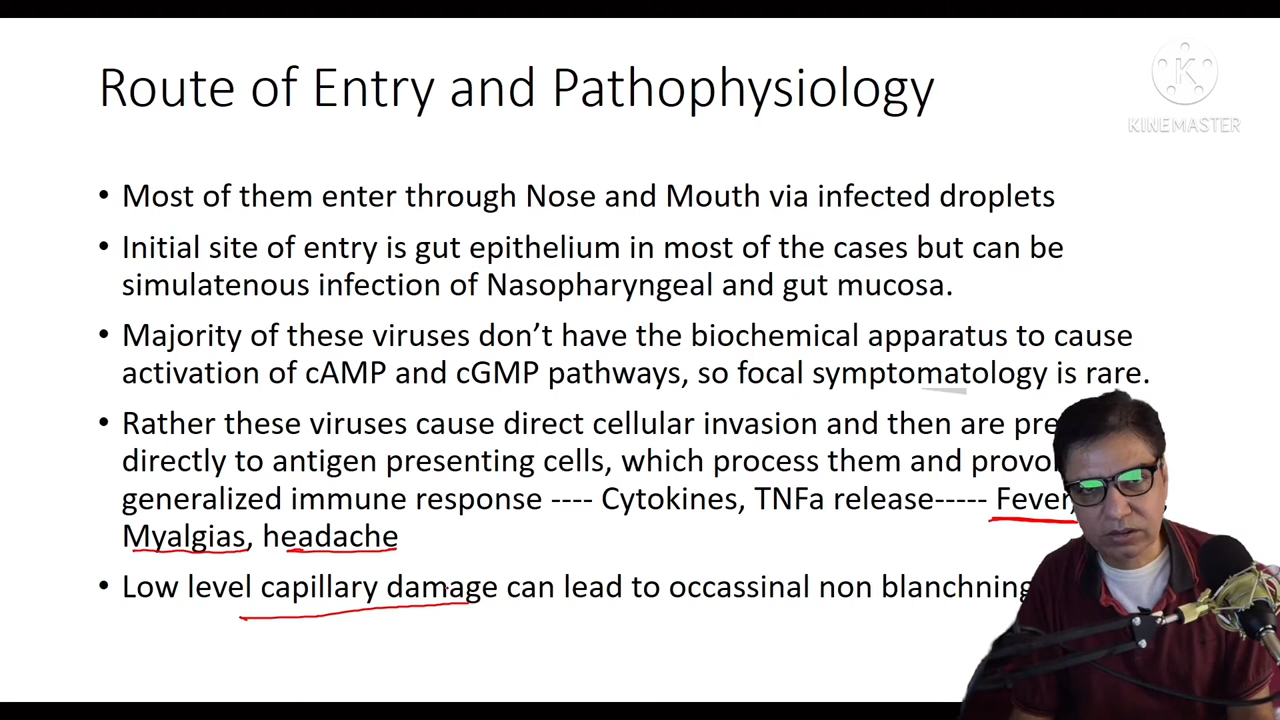 Route of Entry and Pathophysiology
KINEMASTER
• Most of them enter through Nose and Mouth via infected droplets
• Initial site of entry is gut epithelium in most of the cases but can be
simulatenous infection of Nasopharyngeal and gut mucosa.
• Majority of these viruses don't have the biochemical apparatus to cause
activation of cAMP and cGMP pathways, so focal symptomatology is rare.
• Rather these viruses cause direct cellular invasion and then are
directly to antigen presenting cells, which process them and
generalized immune response ---- Cytokines, TNFa release----- Fever,
Myalgias, headache
• Low level capillary damage can lead to occassinal non blanchning